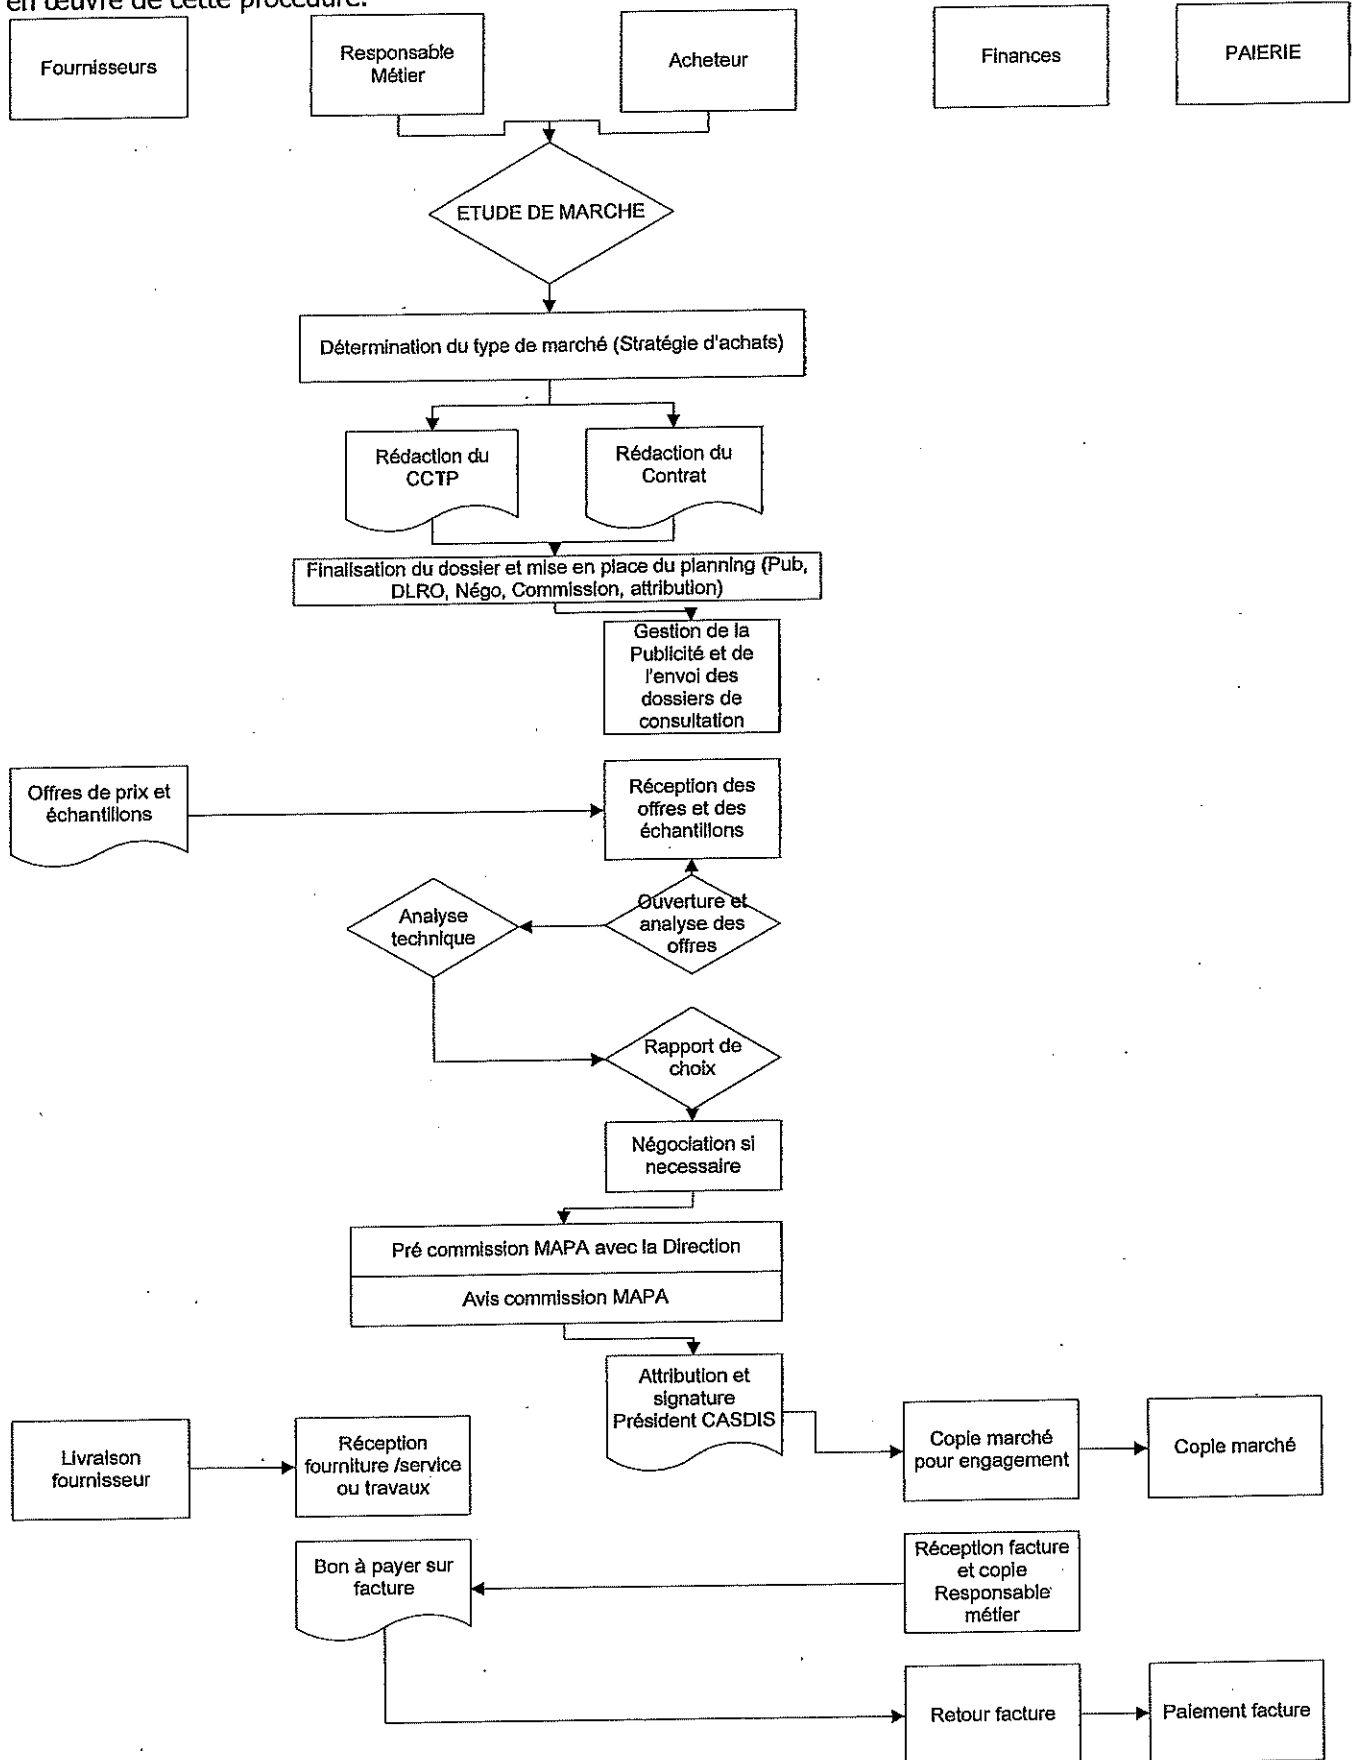 en œuvre de cette procédure.
Fournisseurs
Responsable
Métier
Acheteur
Finances
PAIERIE
ETUDE DE MARCHE
Détermination du type de marché (Stratégie d'achats)
Rédaction du
CCTP
Rédaction du
Contrat
Finalisation du dossier et mise en place du planning (Pub,
DLRO, Négo, Commission, attribution)
Gestion de la
Publicité et de
l'envoi des
dossiers de
consultation
Offres de prix et
échantillons
Réception des
offres et des
échantillons
Analyse
technique
Ouverture et
analyse des
offres
Rapport de
choix
Négociation si
necessaire
Pré commission MAPA avec la Direction
Avis commission MAPA
Attribution et
signature
Président CASDIS
Livraison
fournisseur
Réception
fourniture /service
ou travaux
Copie marché
pour engagement
Copie marché
Bon à payer sur
facture
Réception facture
et copie
Responsable
métier
Retour facture
Paiement facture